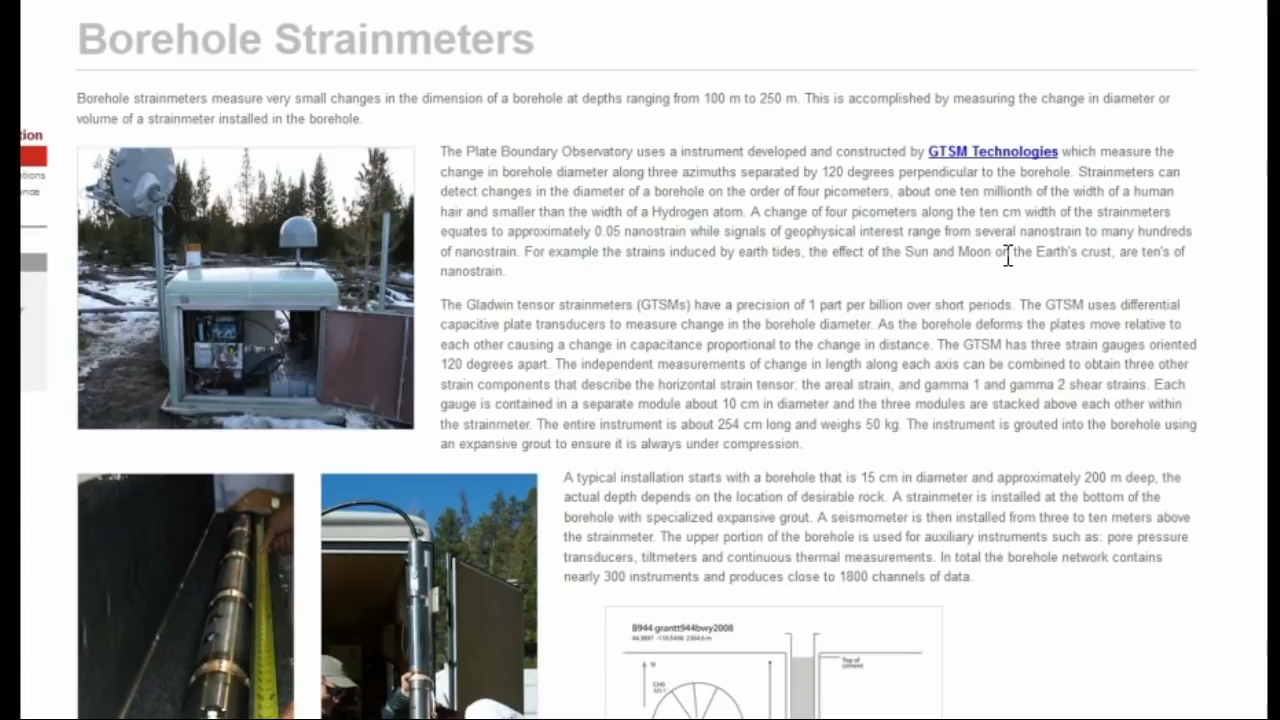 Borehole Strainmeters
Borehole strainmeters measure very small changes in the dimension of a borehole at depths ranging from 100 m to 250 m. This is accomplished by measuring the change in diameter or
volume of a strainmeter installed in the borehole.
tion
tions
nance
The Plate Boundary Observatory uses a instrument developed and constructed by GTSM Technologies which measure the
change in borehole diameter along three azimuths separated by 120 degrees perpendicular to the borehole. Strainmeters can
detect changes in the diameter of a borehole on the order of four picometers, about one ten millionth of the width of a human
hair and smaller than the width of a Hydrogen atom. A change of four picometers along the ten cm width of the strainmeters
equates to approximately 0.05 nanostrain while signals of geophysical interest range from several nanostrain to many hundreds
of nanostrain. For example the strains induced by earth tides, the effect of the Sun and Moon on the Earth's crust, are ten's of
nanostrain.
The Gladwin tensor strainmeters (GTSMs) have a precision of 1 part per billion over short periods. The GTSM uses differential
capacitive plate transducers to measure change in the borehole diameter. As the borehole deforms the plates move relative to
each other causing a change in capacitance proportional to the change in distance. The GTSM has three strain gauges oriented
120 degrees apart. The independent measurements of change in length along each axis can be combined to obtain three other
strain components that describe the horizontal strain tensor: the areal strain, and gamma 1 and gamma 2 shear strains. Each
gauge is contained in a separate module about 10 cm in diameter and the three modules are stacked above each other within
the strainmeter. The entire instrument is about 254 cm long and weighs 50 kg. The instrument is grouted into the borehole using
an expansive grout to ensure it is always under compression.
A typical installation starts with a borehole that is 15 cm in diameter and approximately 200 m deep, the
actual depth depends on the location of desirable rock. A strainmeter is installed at the bottom of the
borehole with specialized expansive grout. A seismometer is then installed from three to ten meters above
the strainmeter. The upper portion of the borehole is used for auxiliary instruments such as: pore pressure
transducers, tiltmeters and continuous thermal measurements. In total the borehole network contains
nearly 300 instruments and produces close to 1800 channels of data.
B944 grantt944bwy2008
N
CH0
Top of
cement